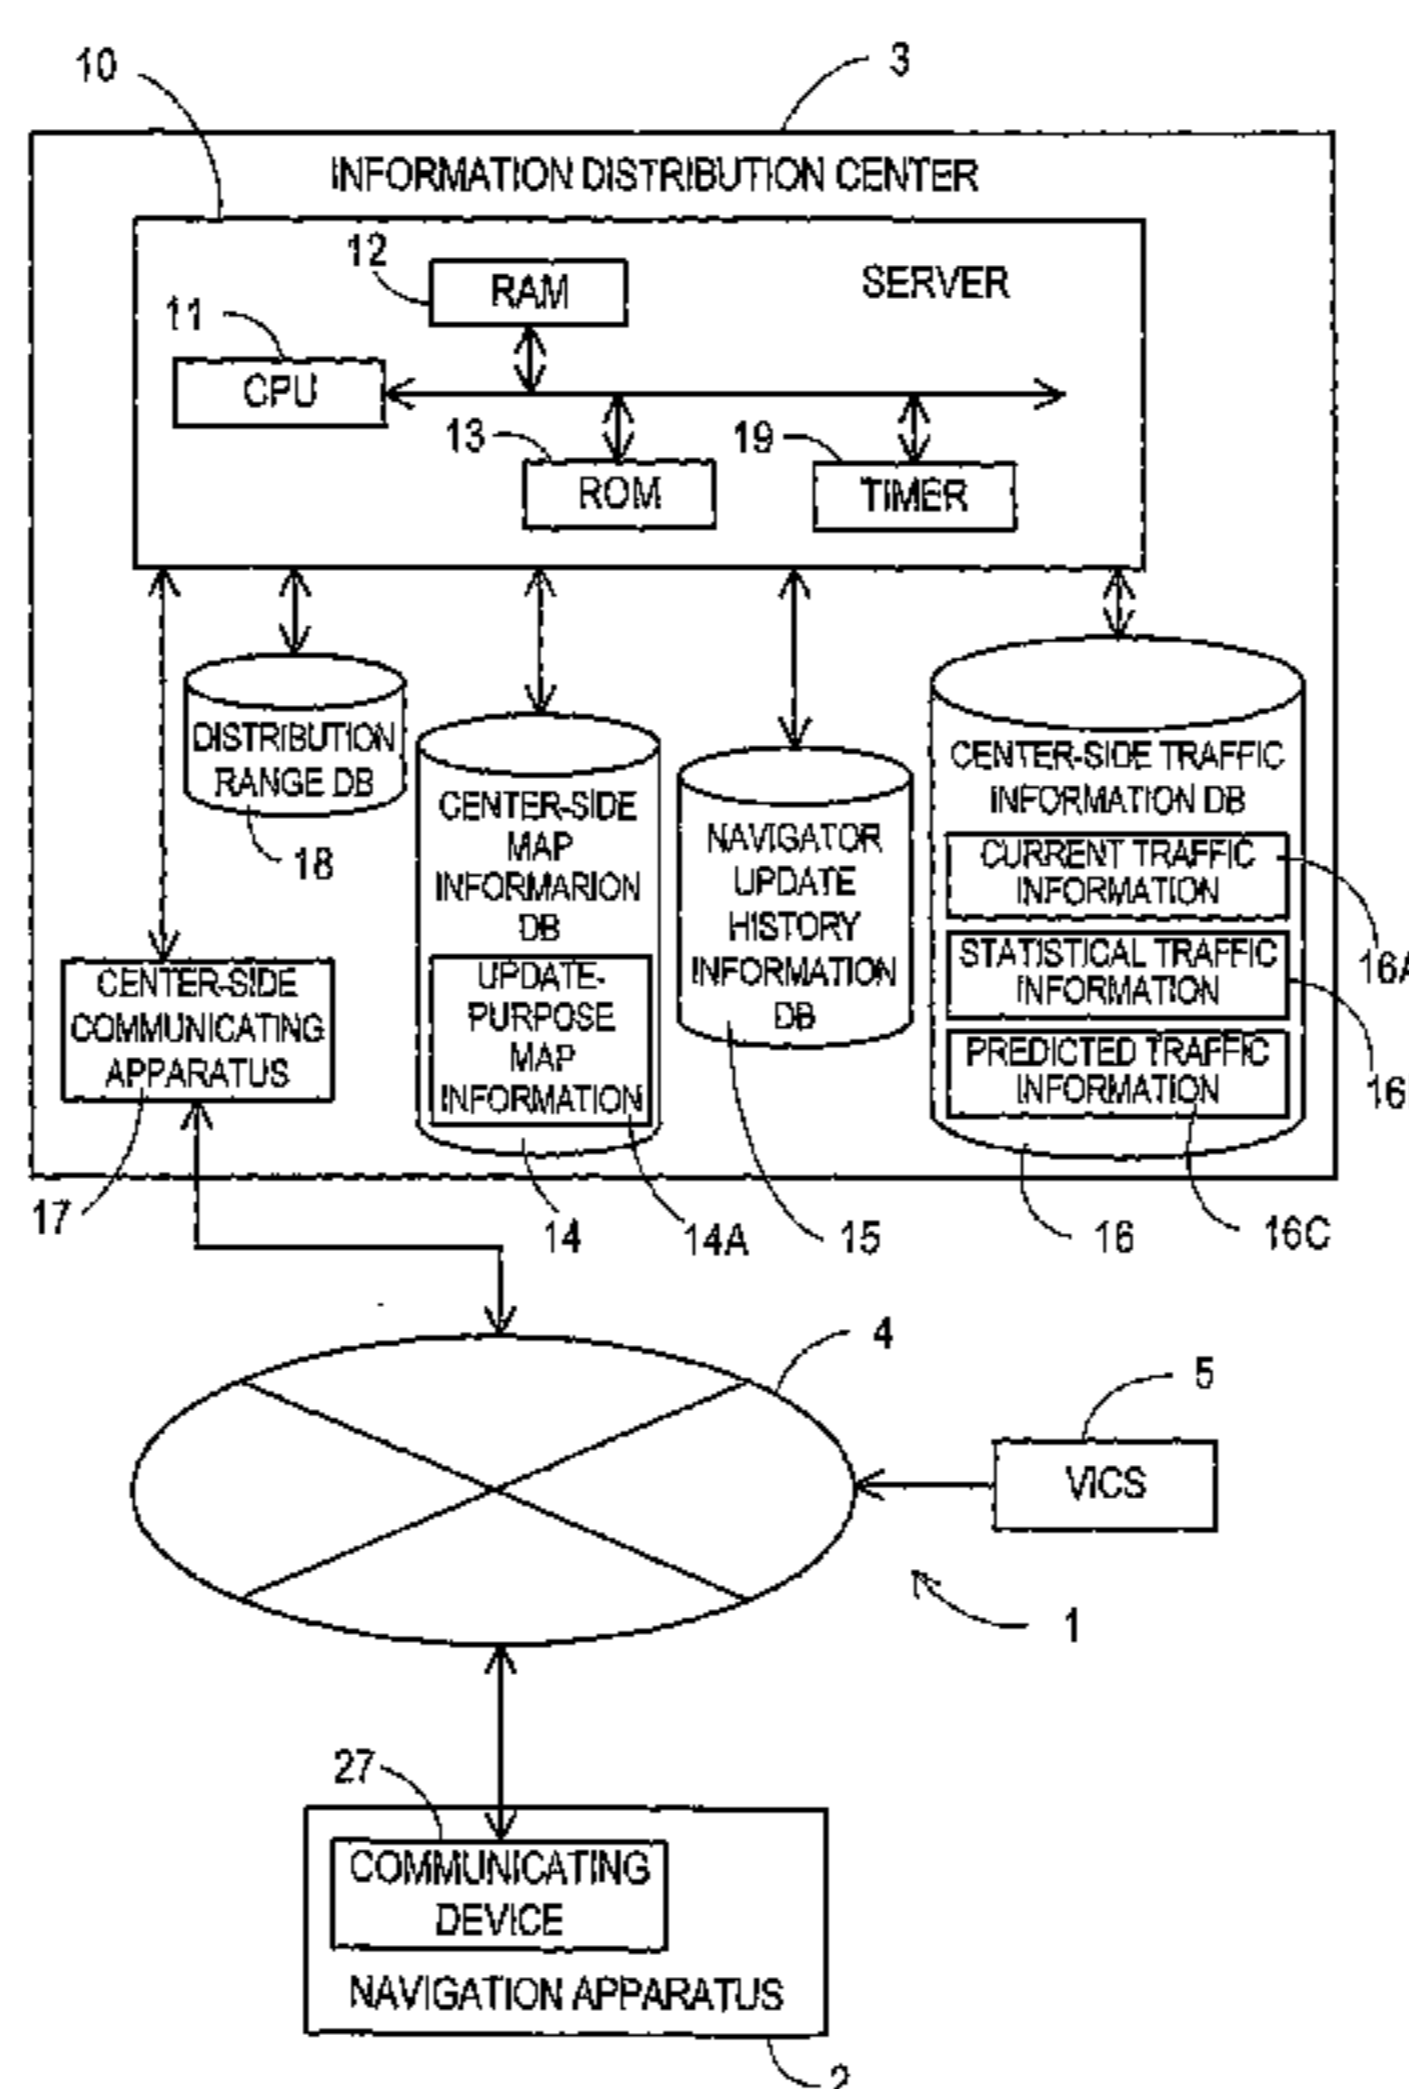 10
3
INFORMATION DISTRIBUTION CENTER
12
RAM
SERVER
11
CPU
13
ROM
19
TIMER
DISTRIBUTION
RANGE DB
18
CENTER-SIDE
MAP
INFORMARION
DB
UPDATE-
PURPOSE
MAP
INFORMATION
NAVIGATOR
UPDATE
HISTORY
INFORMATION
DB
CENTER-SIDE TRAFFIC
INFORMATION DB
CURRENT TRAFFIC
INFORMATION
16A
STATISTICAL TRAFFIC
INFORMATION
16
PREDICTED TRAFFIC
INFORMATION
CENTER-SIDE
COMMUNICATING
APPARATUS
17
14
14A
15
16
16C
4
5
VICS
1
27
COMMUNICATING
DEVICE
NAVIGATION APPARATUS
2